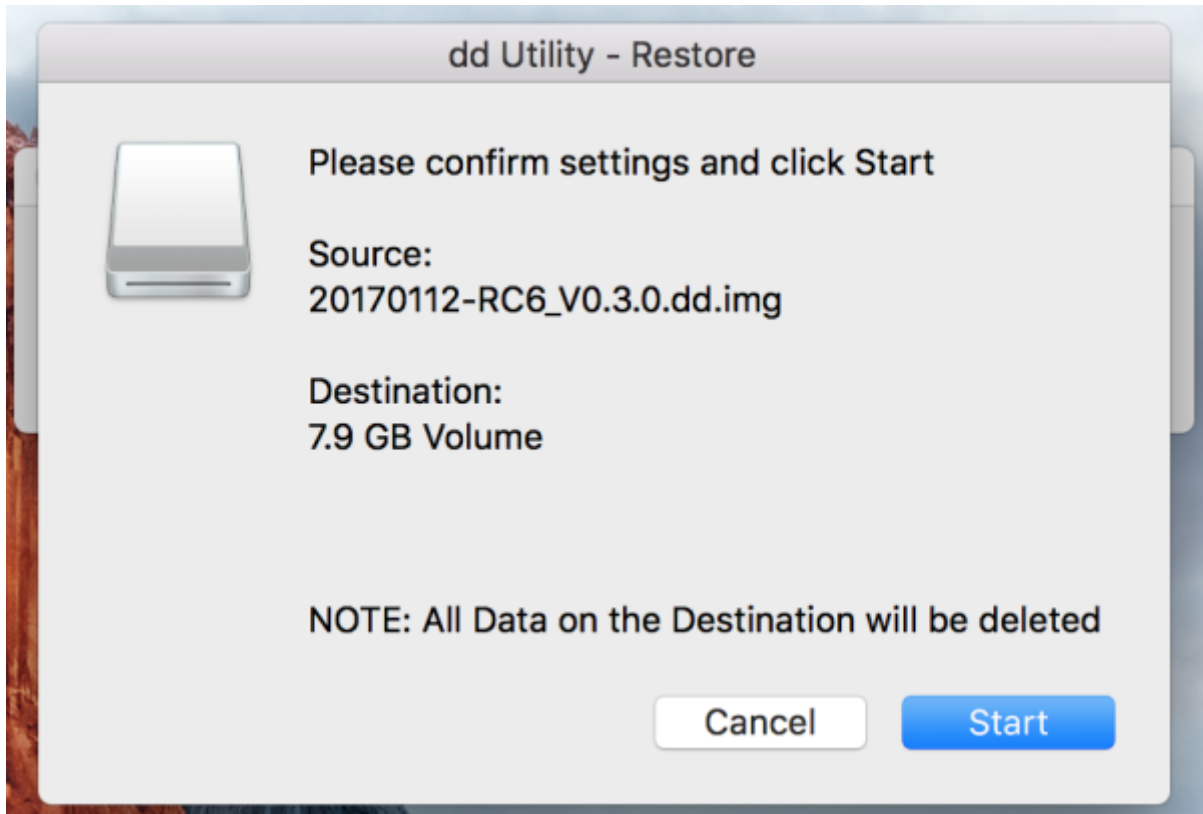 dd Utility - Restore
Please confirm settings and click Start
Source:
20170112-RC6_V0.3.0.dd.img
Destination:
7.9 GB Volume
NOTE: All Data on the Destination will be deleted
Cancel
Start